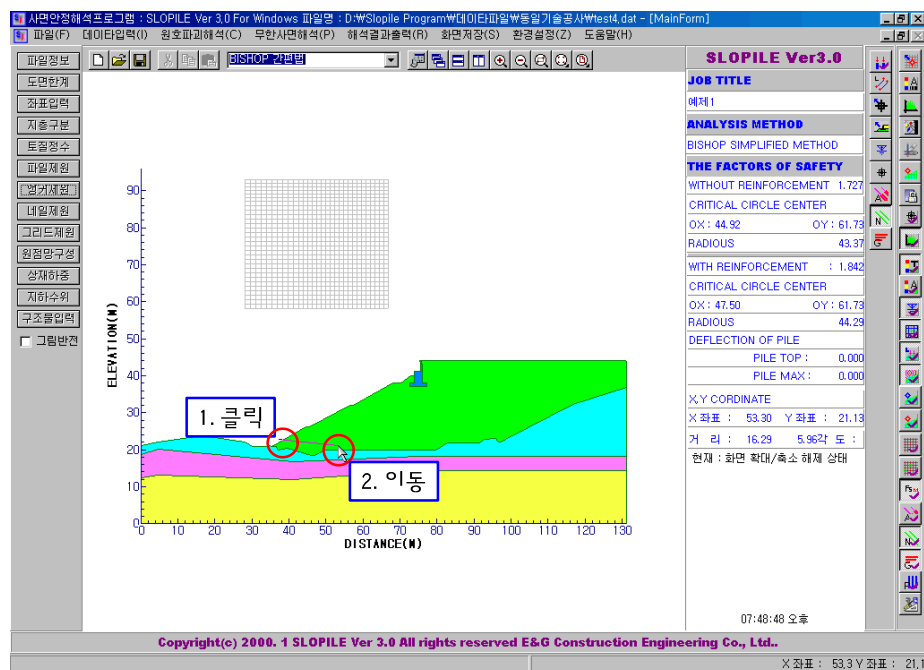 사면안정해석프로그램 : SLOPILE Ver 3,0 For Windows 파일명 : D:₩Slopile Program₩데이타파일₩동일기술공사₩test4,dat - [MainForm]
파일(F) 데이타입력(I) 원호파괴해석(C) 무한사면해석(P) 해석결과출력(R) 화면저장(S) 환경설정(Z) 도움말(H)
파일정보
도면한계
좌표입력
지층구분
토질정수
파일제원
앵커제원
네일제원
그리드제원
원점망구성
상재하중
지하수위
구조물입력
그림반전
BISHOP 간편법
ELEVATION(M)
90
80
70
60
50
40
30
20
10
0
0 10 20 30 40 50 60 70 80 90 100 110 120 130
DISTANCE(M)
1. 클릭
2. 이동
SLOPILE Ver3.0
JOB TITLE
예제1
ANALYSIS METHOD
BISHOP SIMPLIFIED METHOD
THE FACTORS OF SAFETY
WITHOUT REINFORCEMENT 1.727
CRITICAL CIRCLE CENTER
OX : 44.92 OY : 61.73
RADIOUS 43.37
WITH REINFORCEMENT : 1.842
CRITICAL CIRCLE CENTER
OX : 47.50 OY : 61.73
RADIOUS 44.29
DEFLECTION OF PILE
PILE TOP : 0.000
PILE MAX : 0.000
X,Y CORDINATE
X 좌표 : 53.30 Y 좌표 : 21.13
거 리 : 16.29 5.96각 도 :
현재 : 화면 확대/축소 해제 상태
07:48:48 오후
Copyright(c) 2000. 1 SLOPILE Ver 3.0 All rights reserved E&G Construction Engineering Co., Ltd..
X 좌표 : 53,3 Y 좌표 : 21,1